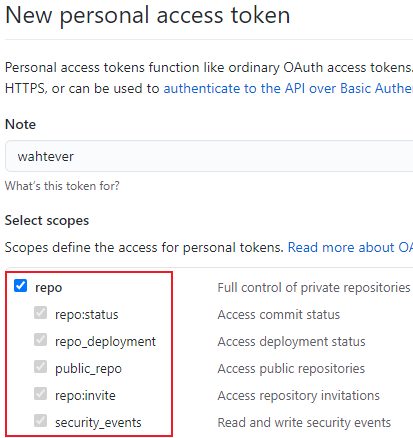 New personal access token
Personal access tokens function like ordinary OAuth access tokens.
HTTPS, or can be used to authenticate to the API over Basic Auther
Note
wahtever
What's this token for?
Select scopes
Scopes define the access for personal tokens. Read more about OA
repo Full control of private repositories
repo:status Access commit status
repo_deployment Access deployment status
public_repo Access public repositories
repo:invite Access repository invitations
security_events Read and write security events